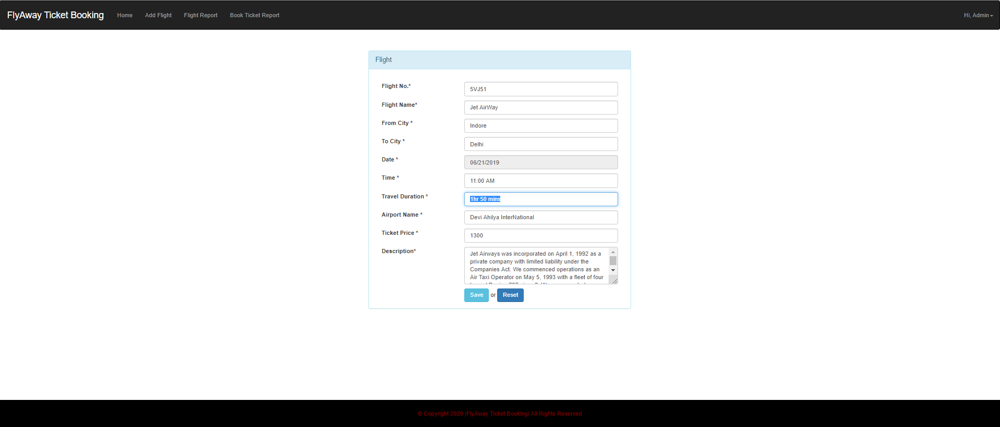 FlyAway Ticket Booking Home Add Flight Flight Report Book Ticket Report Hi, Admin
Flight
Flight No.* 5VJ51
Flight Name* Jet AirWay
From City * Indore
To City * Delhi
Date * 06/21/2019
Time * 11:00 AM
Travel Duration * 1hr 50 mins
Airport Name * Devi Ahilya InterNational
Ticket Price * 1300
Description* Jet Airways was incorporated on April 1, 1992 as a
private company with limited liability under the
Companies Act. We commenced operations as an
Air Taxi Operator on May 5, 1993 with a fleet of four
Save or Reset
© Copyright 2020 |FlyAway Ticket Booking| All Rights Reserved